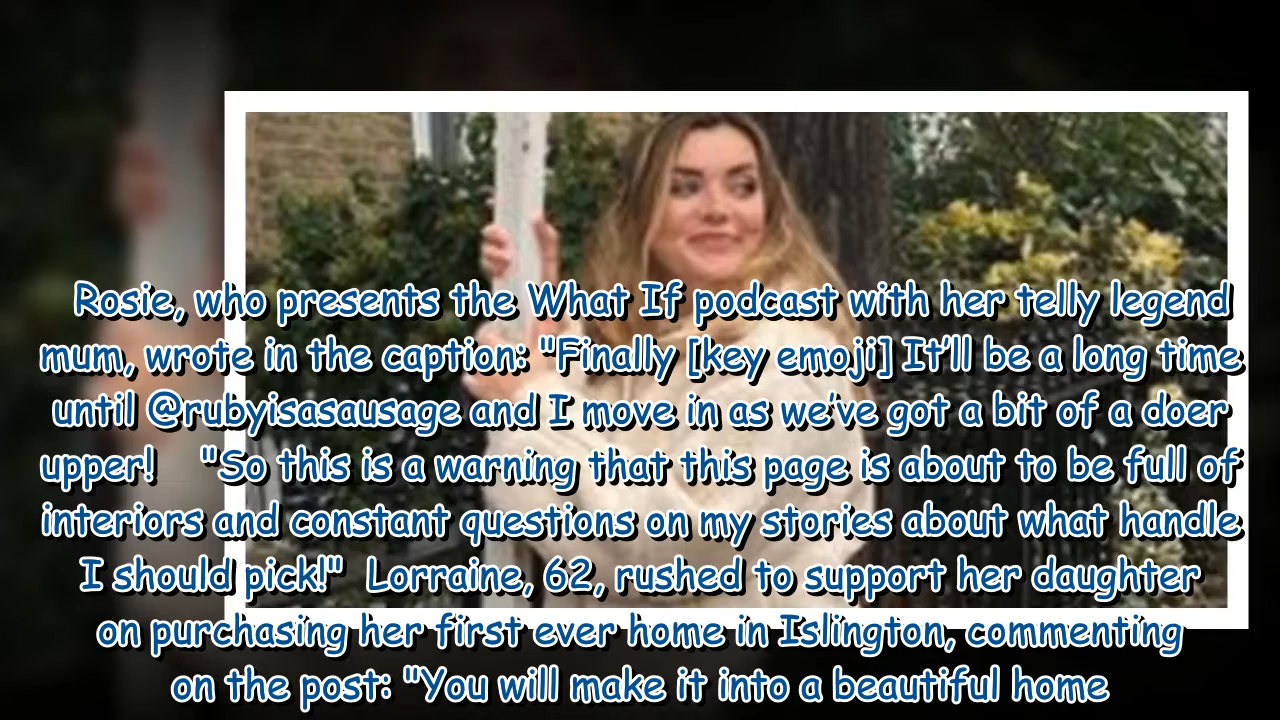 Rosie, who presents the What If podcast with her telly legend
mum, wrote in the caption: "Finally [key emoji] It'll be a long time
until @rubyisasausage and I move in as we've got a bit of a doer
upper! "So this is a warning that this page is about to be full of
interiors and constant questions on my stories about what handle
I should pick!" Lorraine, 62, rushed to support her daughter
on purchasing her first ever home in Islington, commenting
on the post: "You will make it into a beautiful home